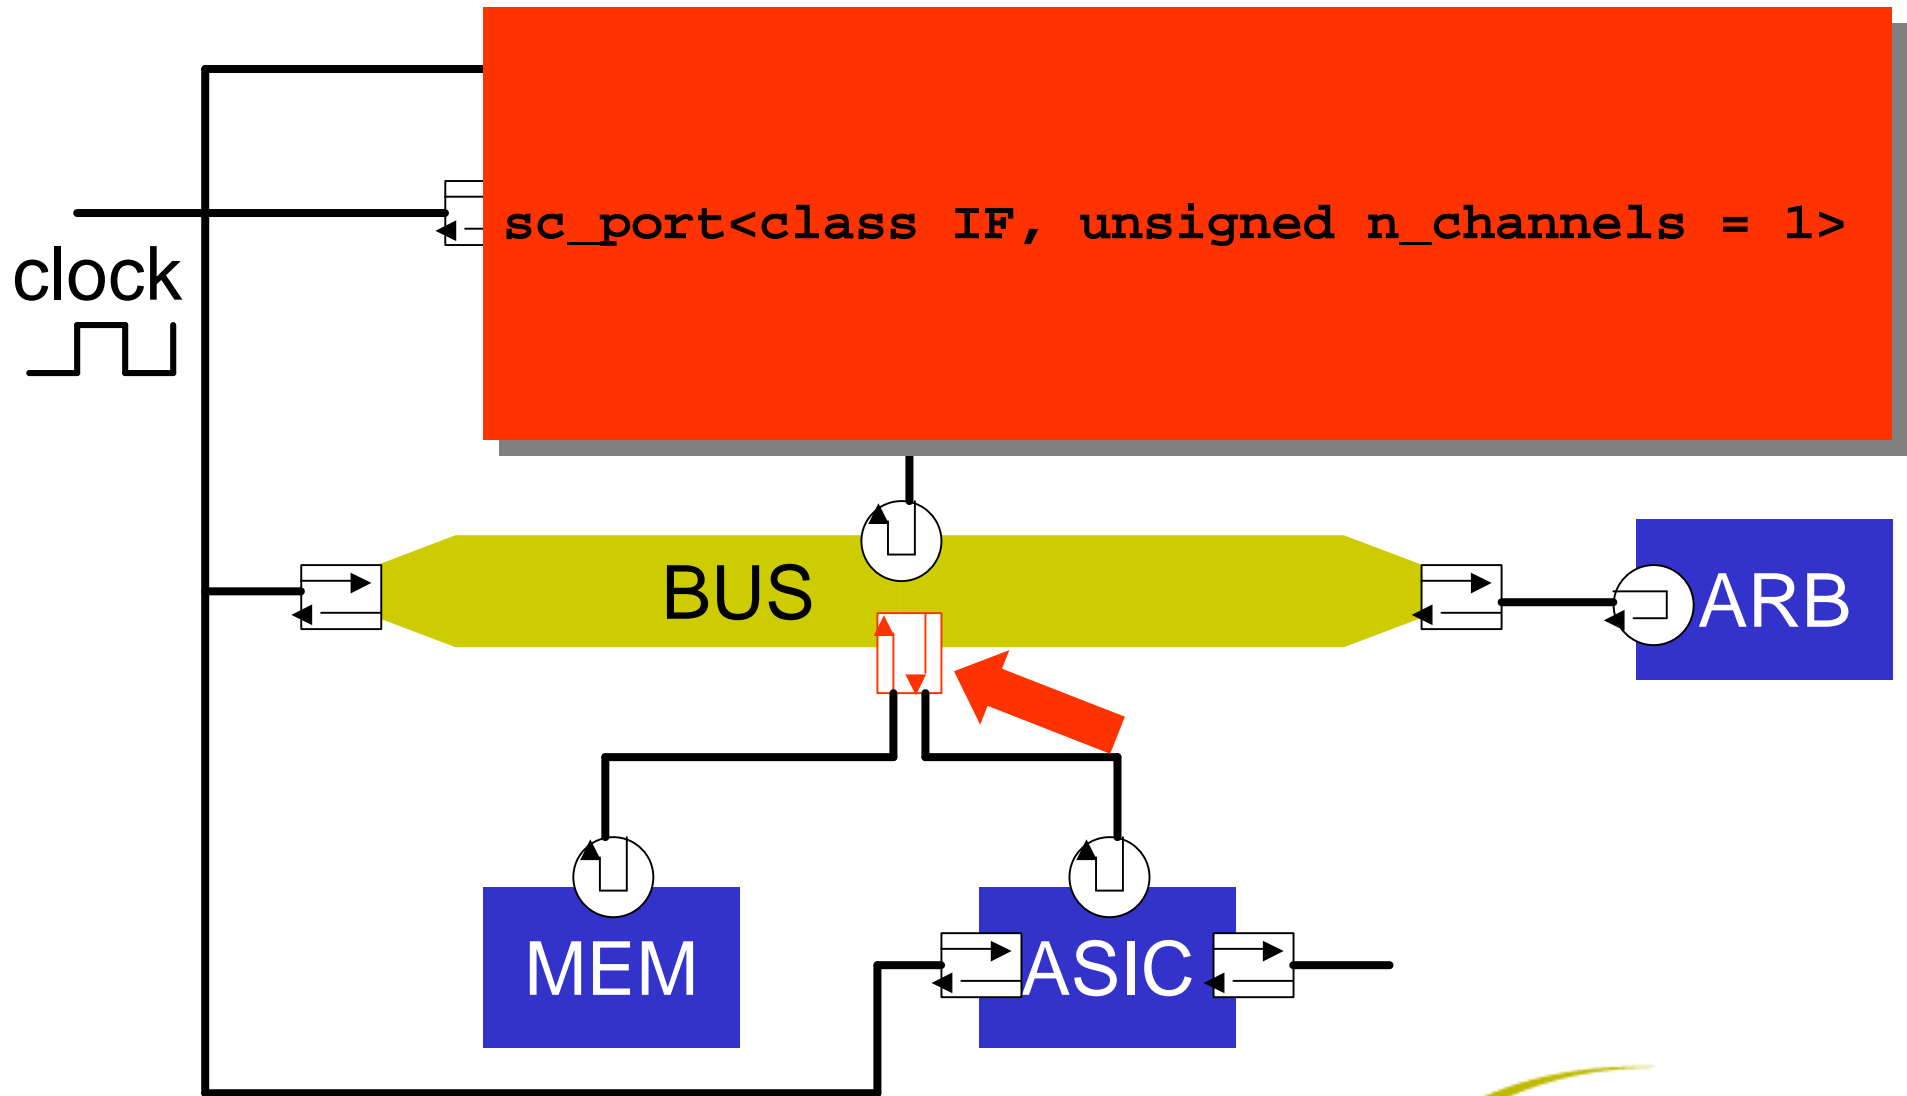 sc_port<class IF, unsigned n_channels = 1>
clock
BUS
ARB
MEM
ASIC